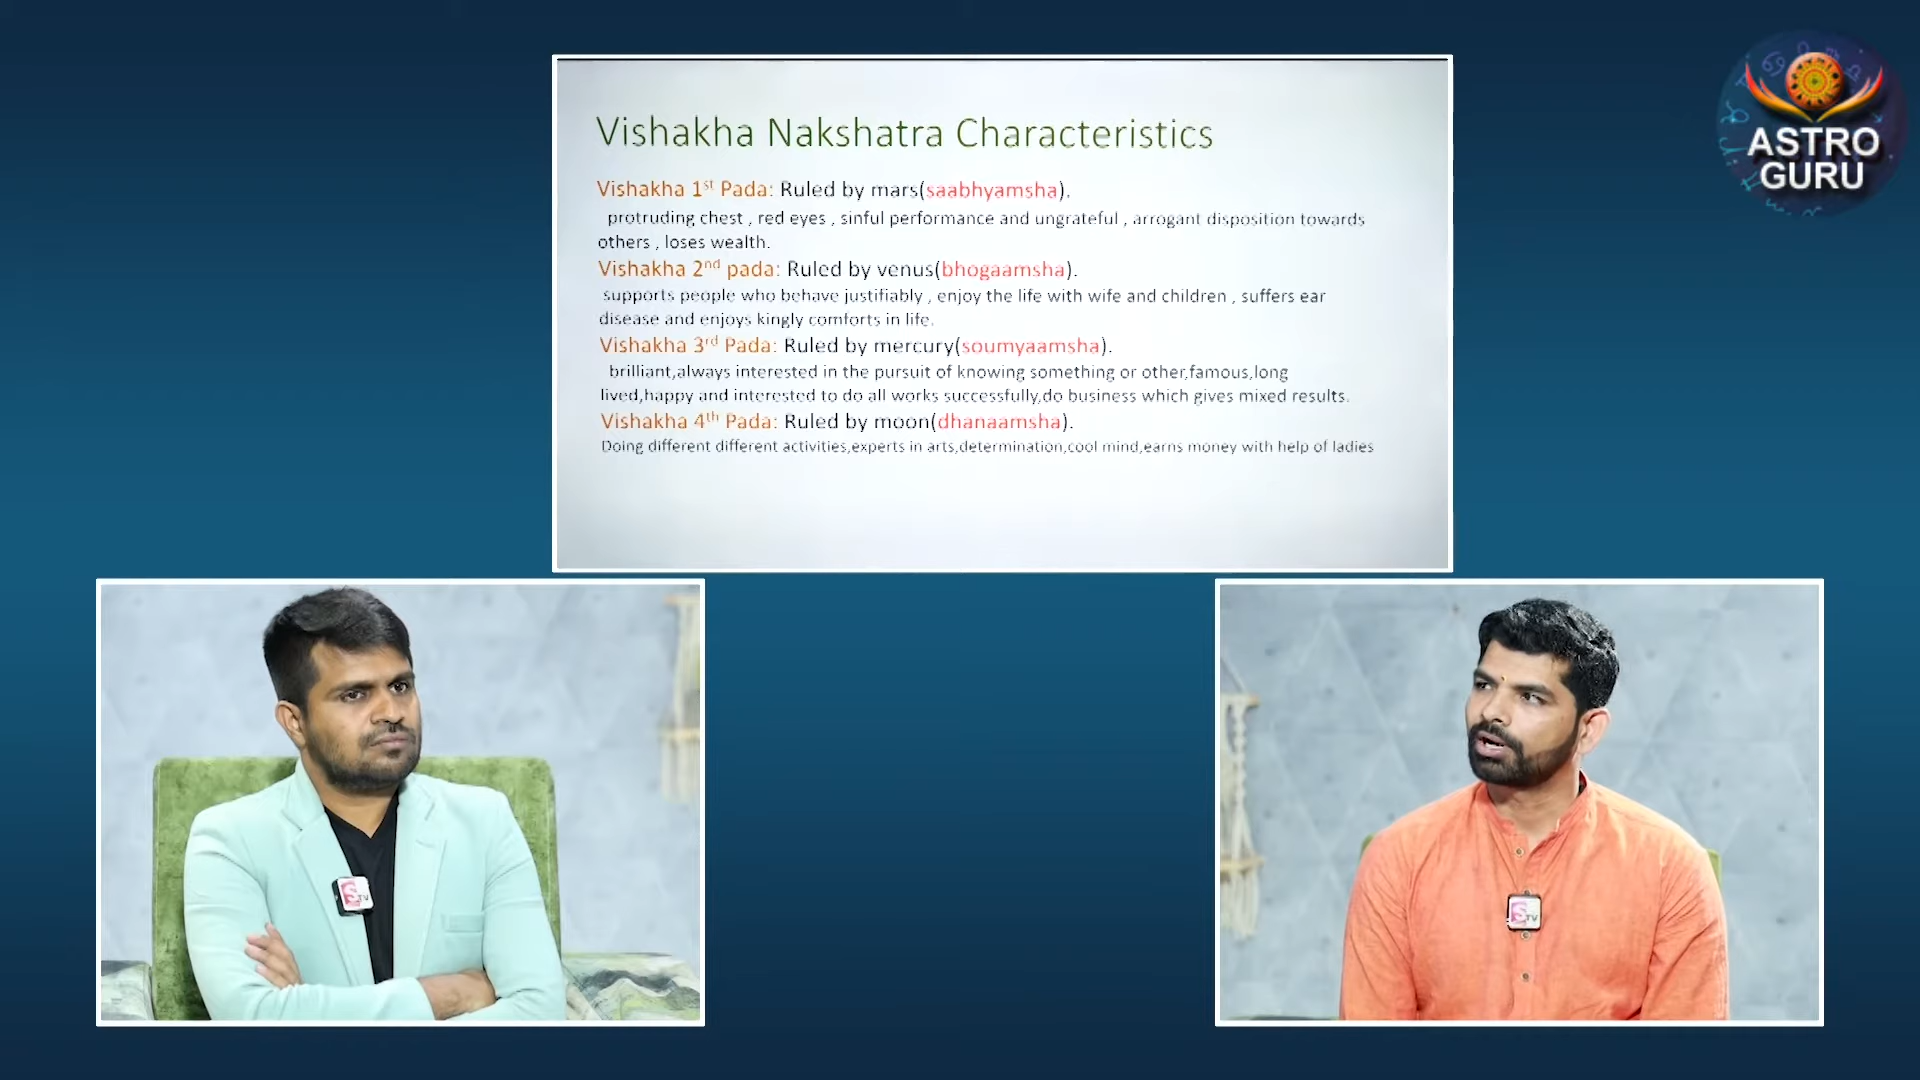 Vishakha Nakshatra Characteristics
Vishakha 1st Pada: Ruled by mars(saabhyamsha).
protruding chest , red eyes , sinful performance and ungrateful , arrogant disposition towards
others , loses wealth.
Vishakha 2nd pada: Ruled by venus(bhogaamsha).
supports people who behave justifiably , enjoy the life with wife and children , suffers ear
disease and enjoys kingly comforts in life.
Vishakha 3rd Pada: Ruled by mercury(soumyaamsha).
brilliant,always interested in the pursuit of knowing something or other,famous,long
lived,happy and interested to do all works successfully,do business which gives mixed results.
Vishakha 4th Pada: Ruled by moon(dhanaamsha).
Doing different different activities,experts in arts,determination,cool mind,earns money with help of ladies
ASTRO
GURU
STV
STV